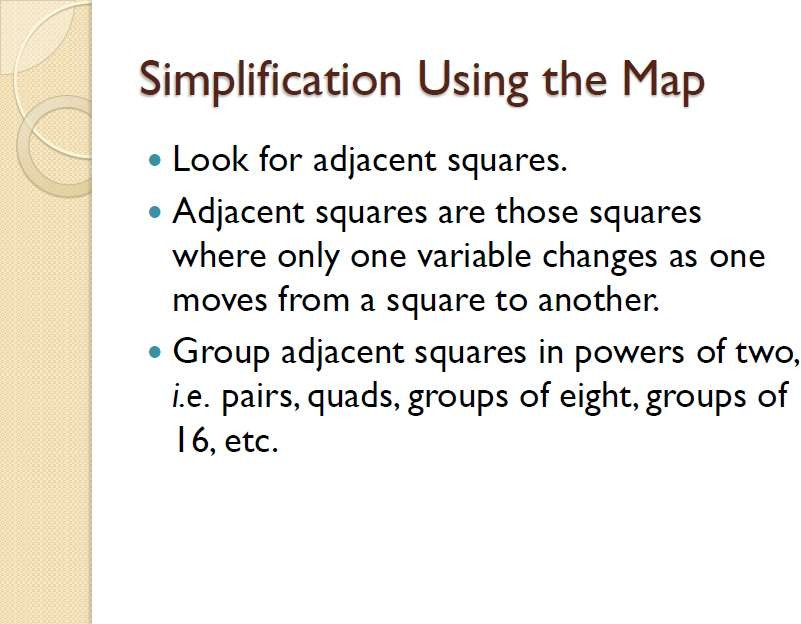 Simplification Using the Map
• Look for adjacent squares.
• Adjacent squares are those squares
where only one variable changes as one
moves from a square to another.
• Group adjacent squares in powers of two,
i.e. pairs, quads, groups of eight, groups of
16, etc.